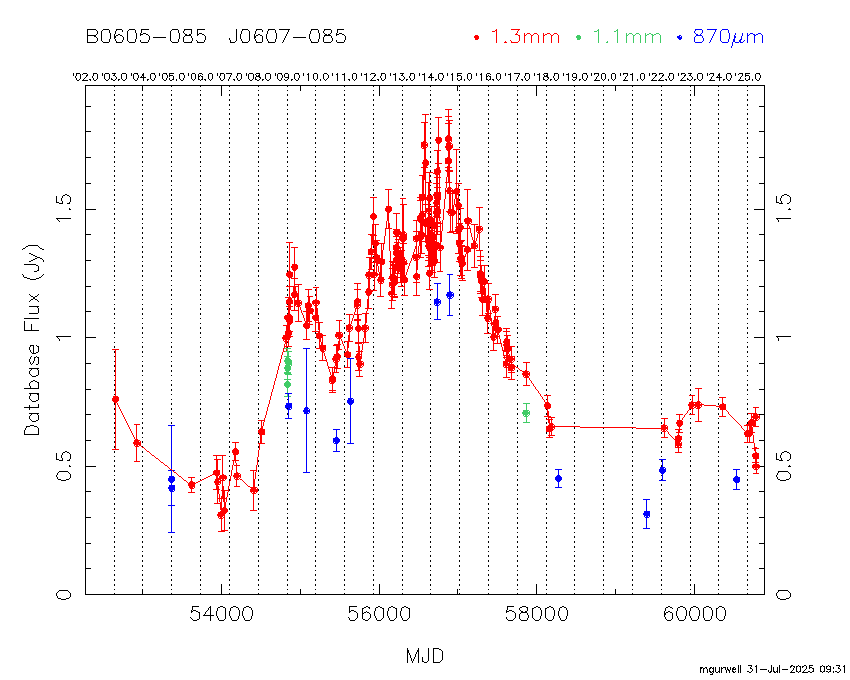 B0605-085 J0607-085 1.3mm 1.1mm 870μm
'02.0 '03.0 '04.0 '05.0 '06.0 '07.0 '08.0 '09.0 '10.0 '11.0 '12.0 '13.0 '14.0 '15.0 '16.0 '17.0 '18.0 '19.0 '20.0 '21.0 '22.0 '23.0 '24.0 '25.0
1.5 1.5
1 1
0.5 0.5
0 0
Database Flux (Jy)
54000 56000 58000 60000
MJD
mgurwell 31-Jul-2025 09:31